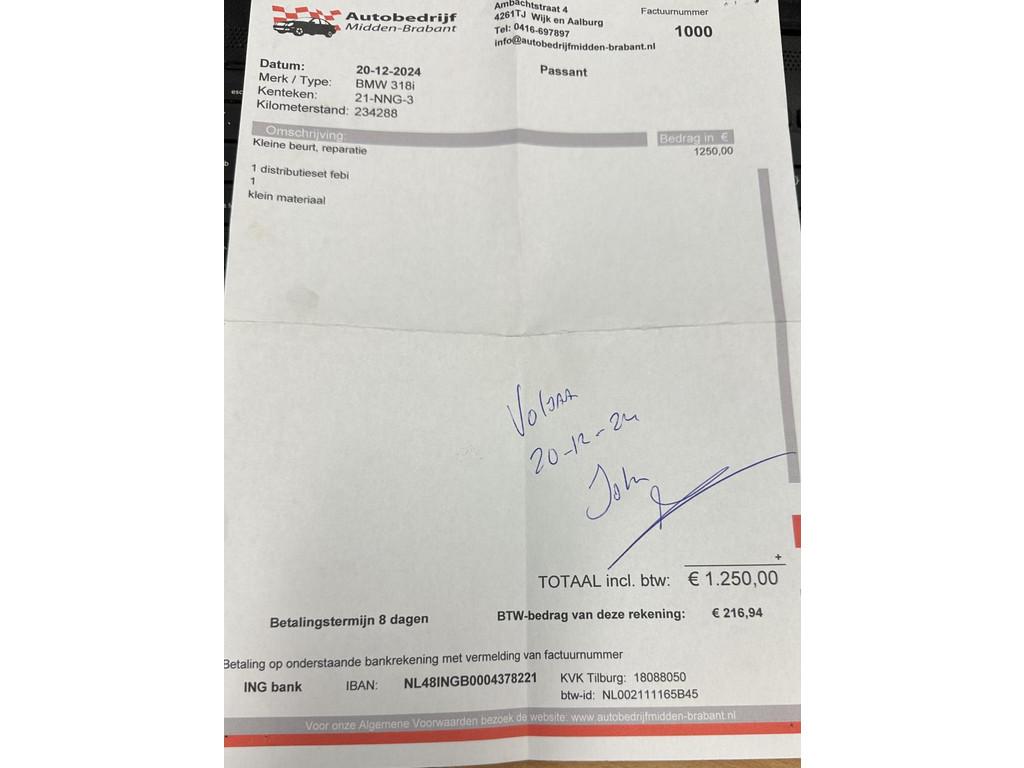 Autobedrijf
Midden-Brabant
Ambachtstraat 4
4261TJ Wijk en Aalburg
Tel: 0416-697897
info@autobedrijfmidden-brabant.nl
Factuurnummer
1000
Datum: 20-12-2024
Merk / Type: BMW 318i
Kenteken: 21-NNG-3
Kilometerstand: 234288
Passant
Omschrijving: Bedrag in €
Kleine beurt, reparatie 1250,00
1 distributieset febi
1
klein materiaal
Voldaa
20-12-24
John
+
TOTAAL incl. btw: € 1.250,00
Betalingstermijn 8 dagen BTW-bedrag van deze rekening: € 216,94
Betaling op onderstaande bankrekening met vermelding van factuurnummer
ING bank IBAN: NL48INGB0004378221 KVK Tilburg: 18088050
btw-id: NL002111165B45
Voor onze Algemene Voorwaarden bezoek de website: www.autobedrijfmidden-brabant.nl
esc